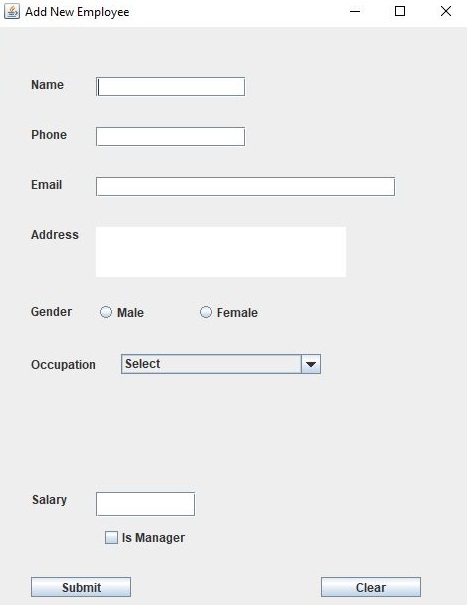 Add New Employee
Name
Phone
Email
Address
Gender Male Female
Occupation Select
Salary
Is Manager
Submit Clear